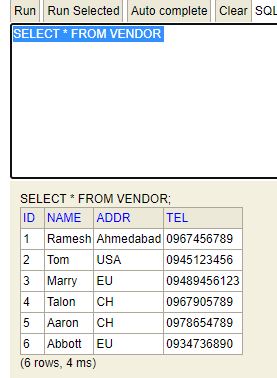 Run Run Selected Auto complete Clear SQL
SELECT * FROM VENDOR
SELECT * FROM VENDOR;
ID NAME ADDR TEL
1 Ramesh Ahmedabad 0967456789
2 Tom USA 0945123456
3 Marry EU 09489456123
4 Talon CH 0967905789
5 Aaron CH 0978654789
6 Abbott EU 0934736890
(6 rows, 4 ms)